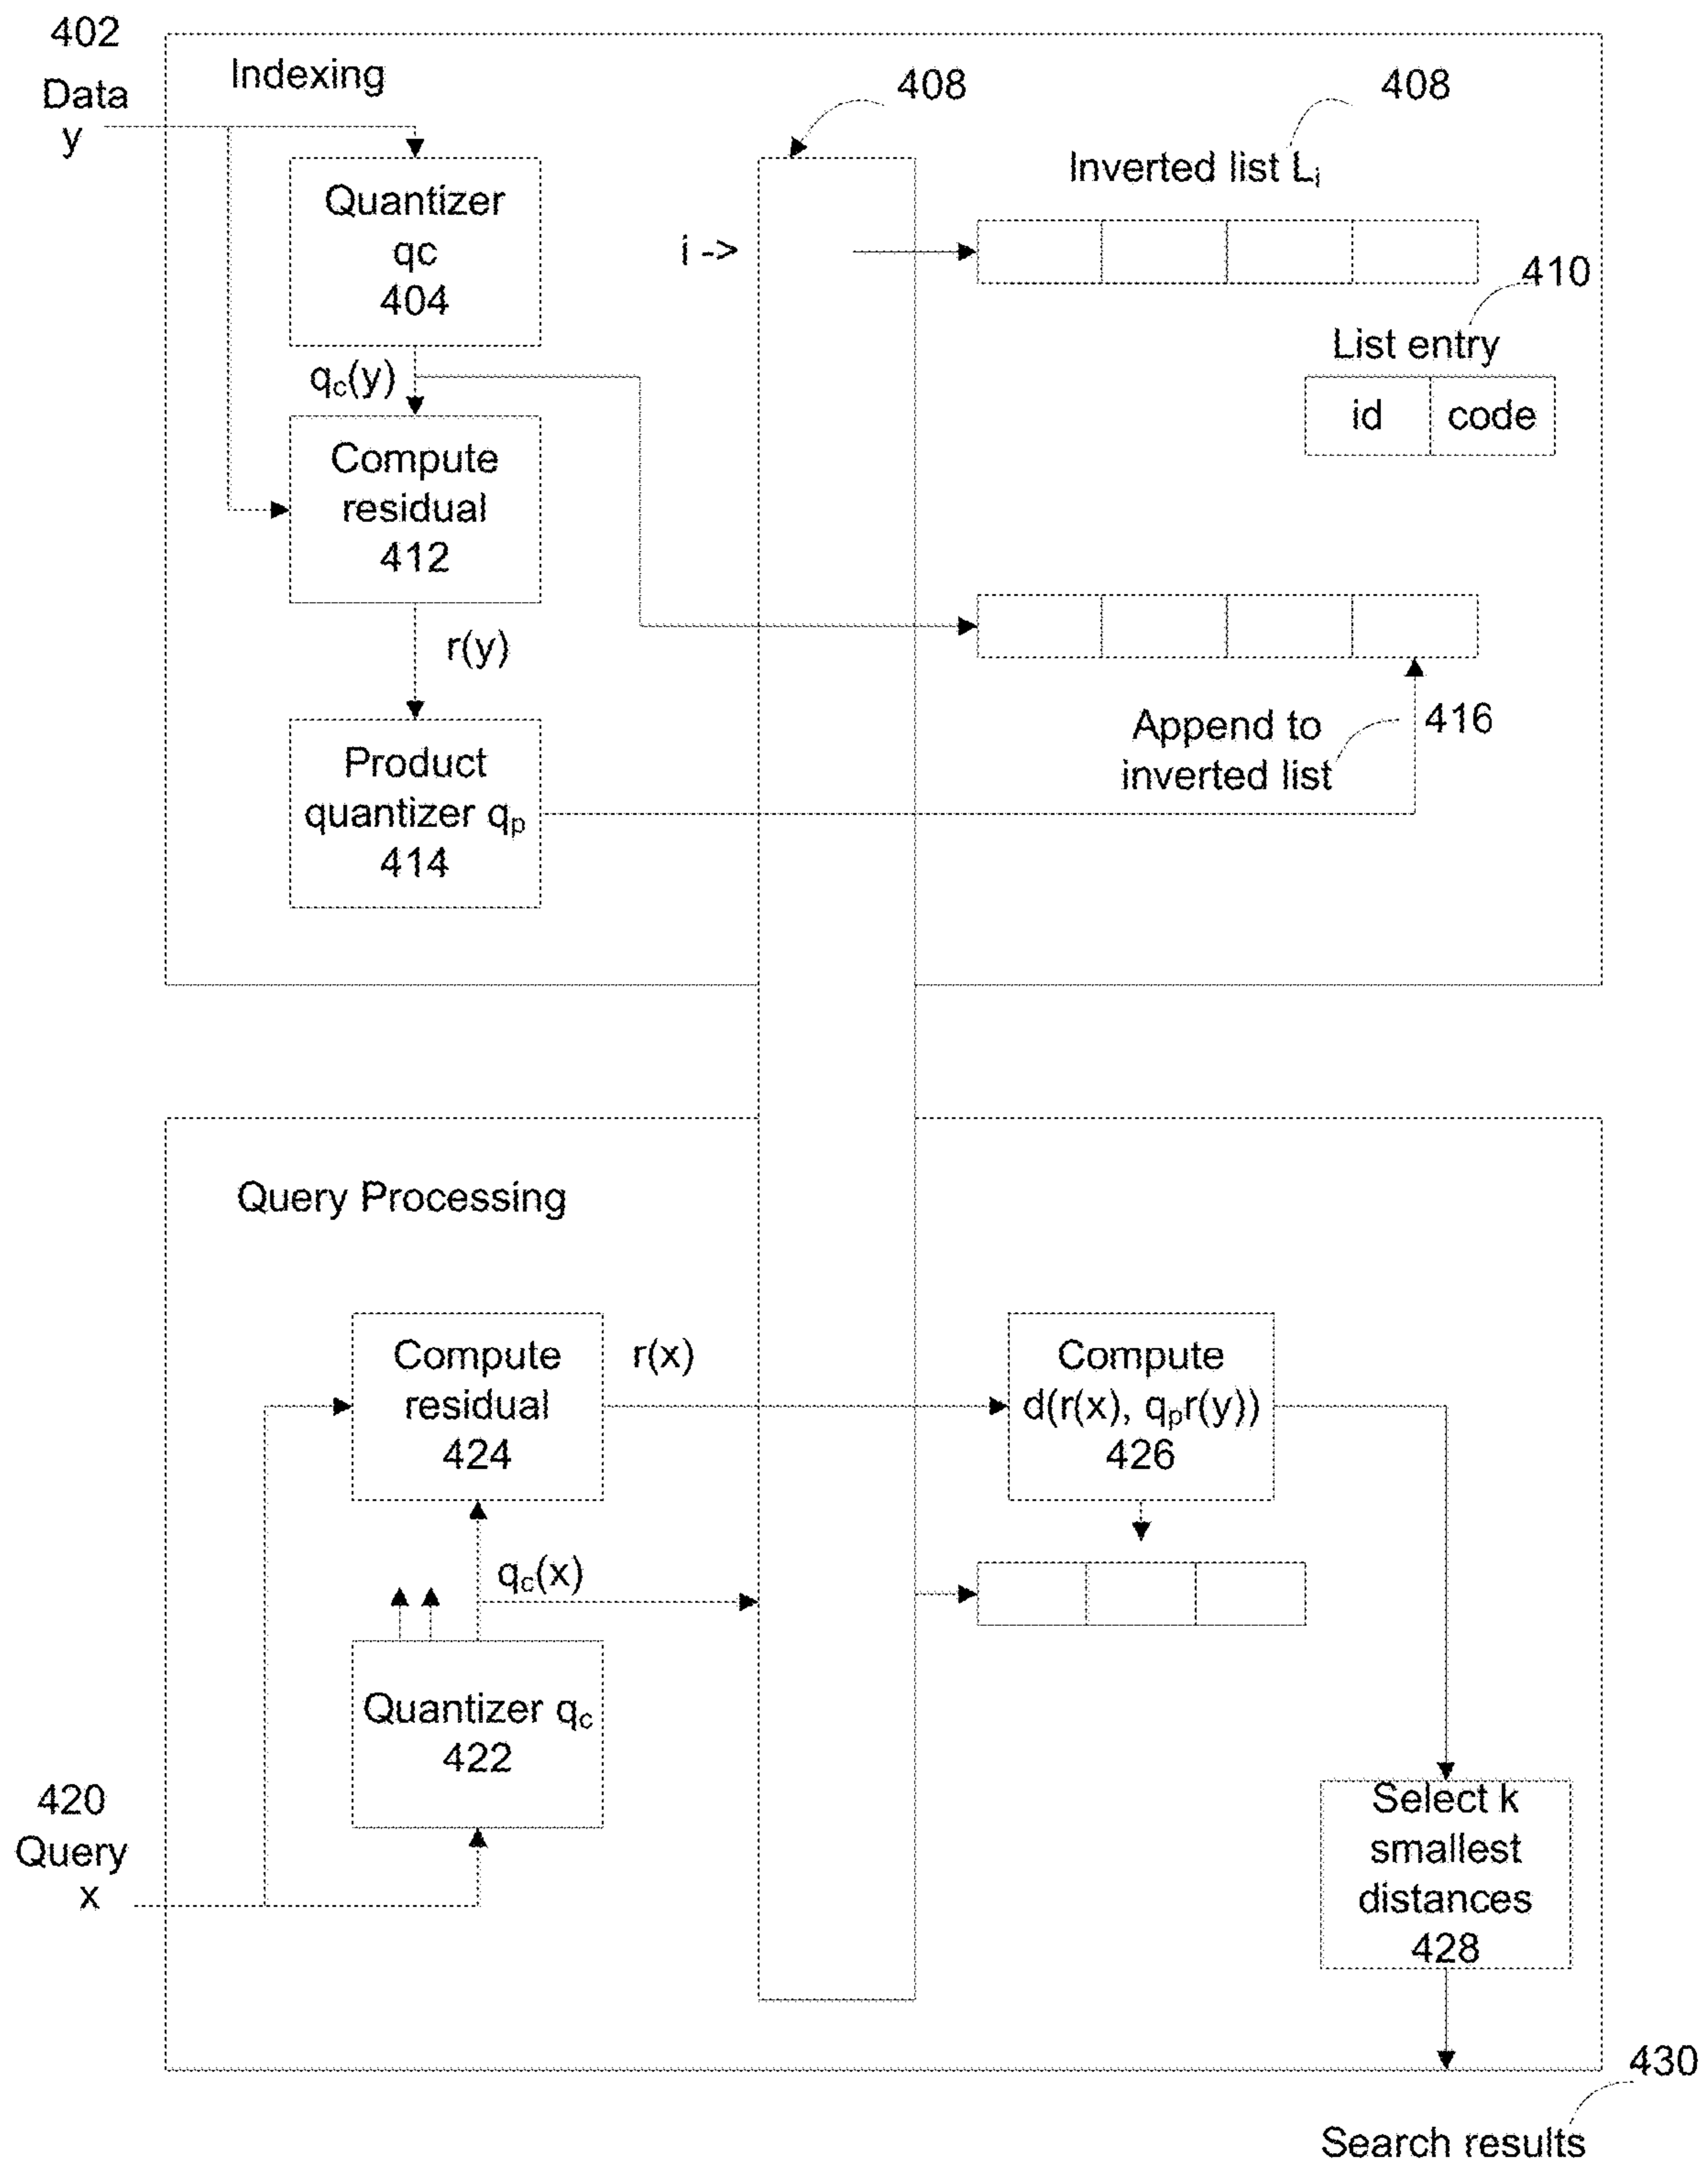 402
Data
y
Indexing
408
408
Inverted list Lᵢ
Quantizer
qc
404
i ->
410
List entry
id code
q꜀(y)
Compute
residual
412
r(y)
Append to
inverted list
416
Product
quantizer qₚ
414
Query Processing
Compute
residual
424
r(x)
Compute
d(r(x), qₚr(y))
426
q꜀(x)
Quantizer q꜀
422
420
Query
x
Select k
smallest
distances
428
430
Search results